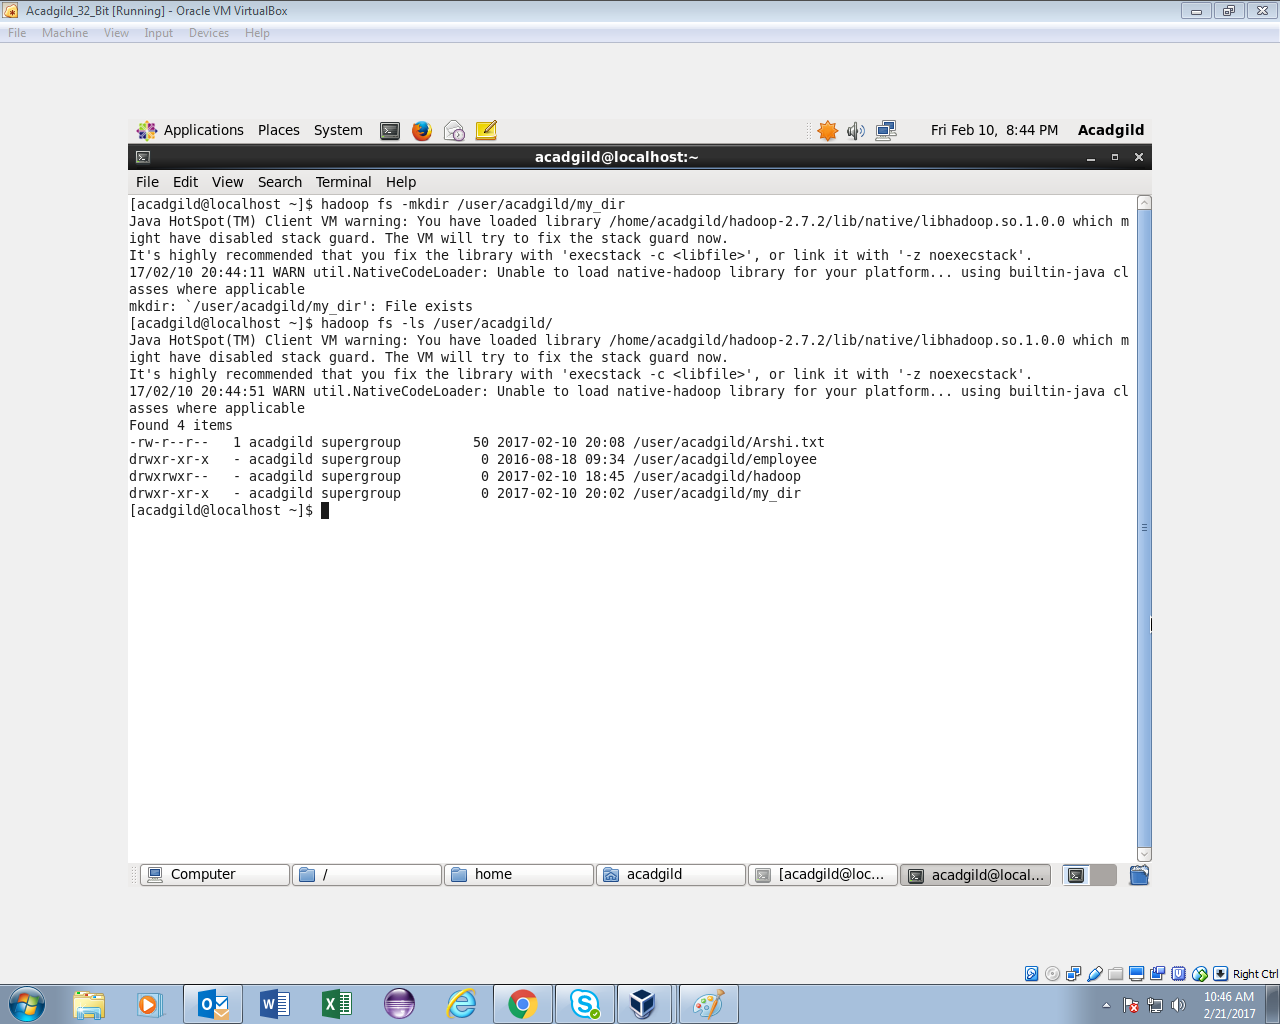 Acadgild_32_Bit [Running] - Oracle VM VirtualBox
File Machine View Input Devices Help
Applications Places System Fri Feb 10, 8:44 PM Acadgild
acadgild@localhost:~
File Edit View Search Terminal Help
[acadgild@localhost ~]$ hadoop fs -mkdir /user/acadgild/my_dir
Java HotSpot(TM) Client VM warning: You have loaded library /home/acadgild/hadoop-2.7.2/lib/native/libhadoop.so.1.0.0 which m
ight have disabled stack guard. The VM will try to fix the stack guard now.
It's highly recommended that you fix the library with 'execstack -c <libfile>', or link it with '-z noexecstack'.
17/02/10 20:44:11 WARN util.NativeCodeLoader: Unable to load native-hadoop library for your platform... using builtin-java cl
asses where applicable
mkdir: `/user/acadgild/my_dir': File exists
[acadgild@localhost ~]$ hadoop fs -ls /user/acadgild/
Java HotSpot(TM) Client VM warning: You have loaded library /home/acadgild/hadoop-2.7.2/lib/native/libhadoop.so.1.0.0 which m
ight have disabled stack guard. The VM will try to fix the stack guard now.
It's highly recommended that you fix the library with 'execstack -c <libfile>', or link it with '-z noexecstack'.
17/02/10 20:44:51 WARN util.NativeCodeLoader: Unable to load native-hadoop library for your platform... using builtin-java cl
asses where applicable
Found 4 items
-rw-r--r--   1 acadgild supergroup         50 2017-02-10 20:08 /user/acadgild/Arshi.txt
drwxr-xr-x   - acadgild supergroup          0 2016-08-18 09:34 /user/acadgild/employee
drwxrwxr--   - acadgild supergroup          0 2017-02-10 18:45 /user/acadgild/hadoop
drwxr-xr-x   - acadgild supergroup          0 2017-02-10 20:02 /user/acadgild/my_dir
[acadgild@localhost ~]$
Computer / home acadgild [acadgild@loc... acadgild@local...
Right Ctrl
10:46 AM
2/21/2017